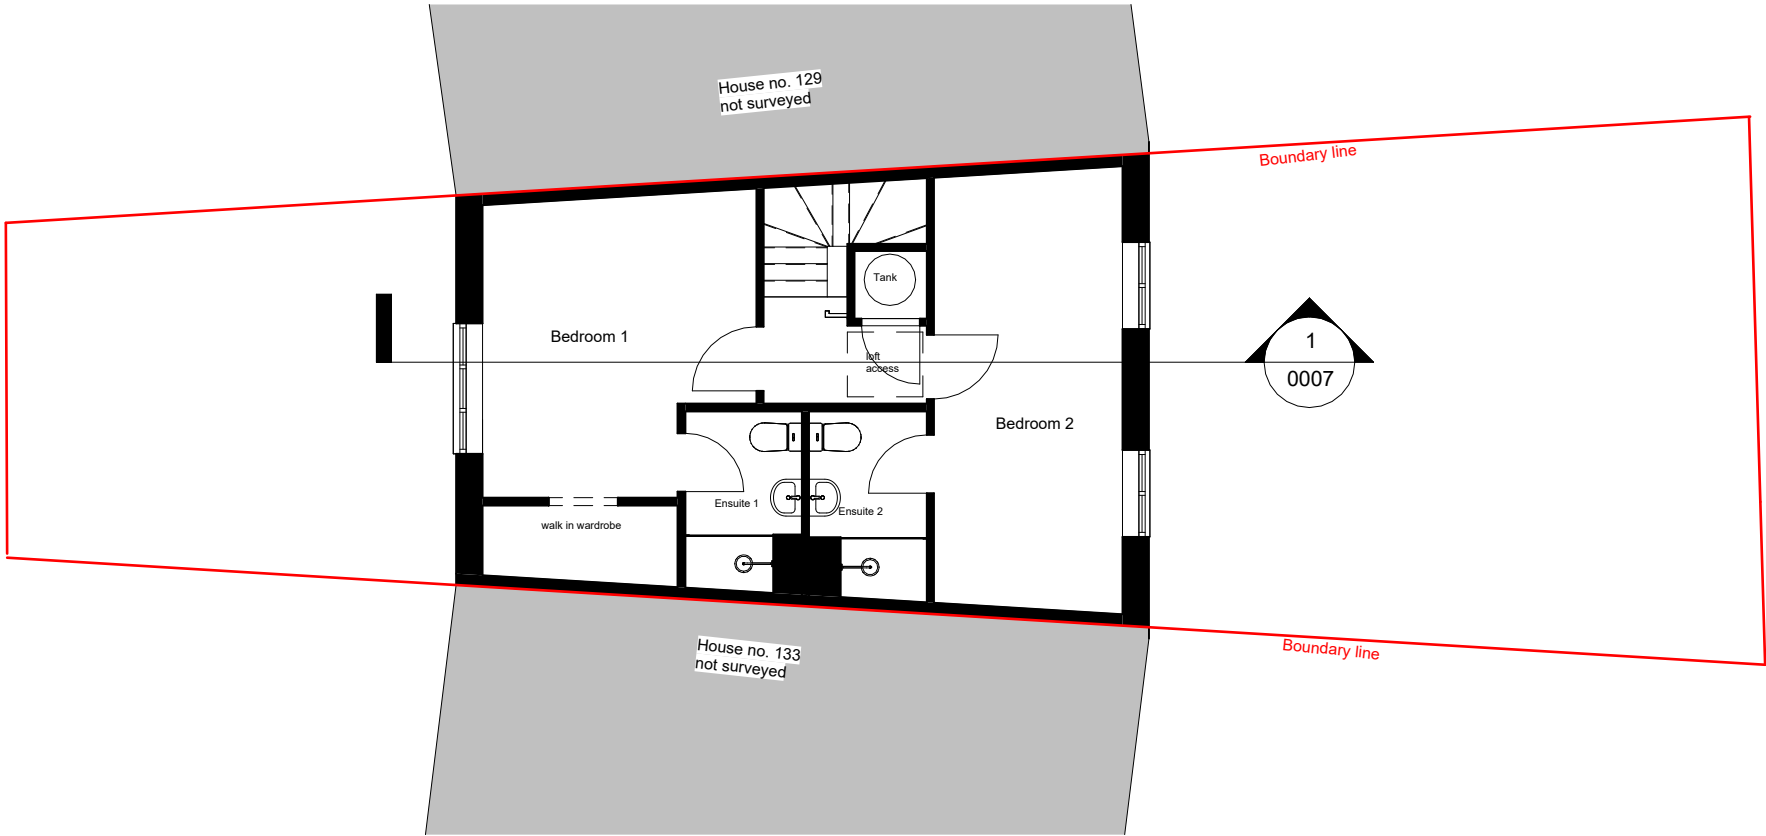 House no. 129
not surveyed
Boundary line
Tank
Bedroom 1
1
0007
loft
access
Bedroom 2
Ensuite 1
Ensuite 2
walk in wardrobe
House no. 133
not surveyed
Boundary line